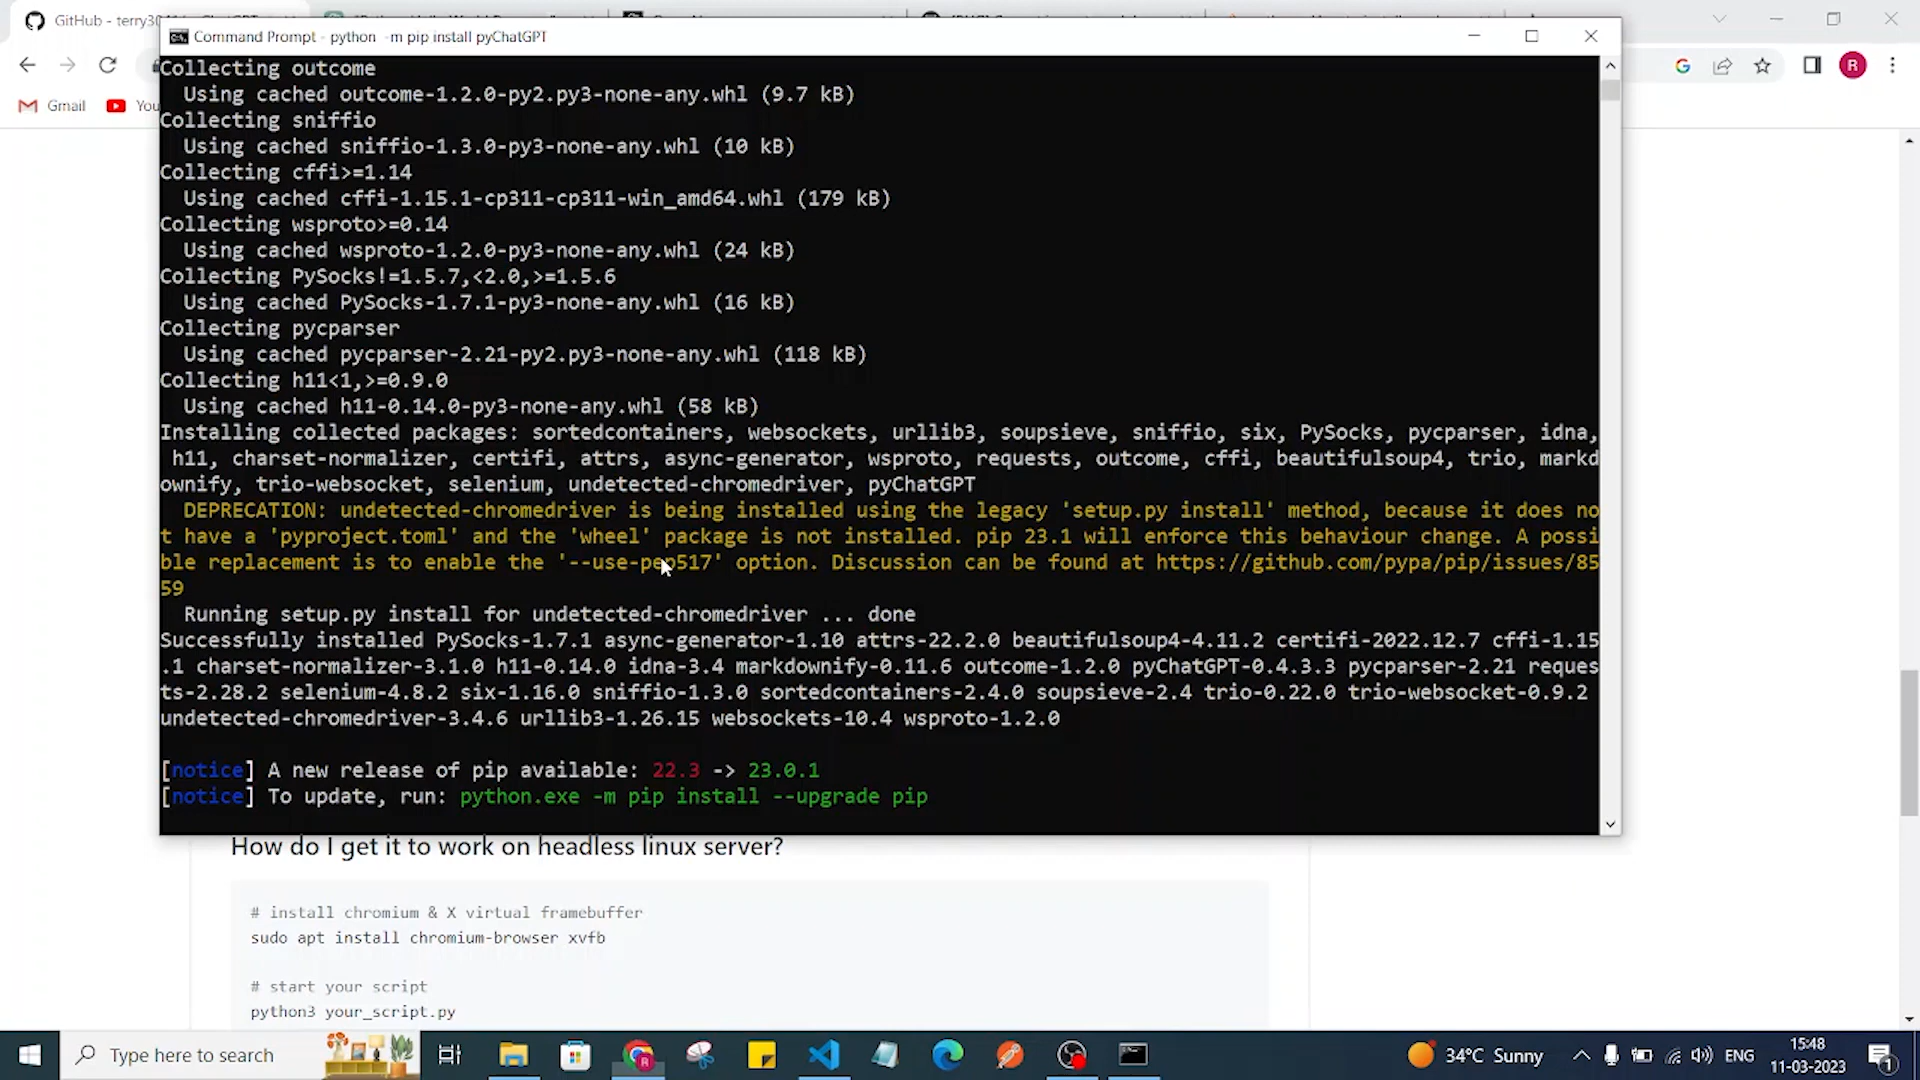 GitHub - terry3041/
Command Prompt - python  -m pip install pyChatGPT
Gmail
You
R
Collecting outcome
  Using cached outcome-1.2.0-py2.py3-none-any.whl (9.7 kB)
Collecting sniffio
  Using cached sniffio-1.3.0-py3-none-any.whl (10 kB)
Collecting cffi>=1.14
  Using cached cffi-1.15.1-cp311-cp311-win_amd64.whl (179 kB)
Collecting wsproto>=0.14
  Using cached wsproto-1.2.0-py3-none-any.whl (24 kB)
Collecting PySocks!=1.5.7,<2.0,>=1.5.6
  Using cached PySocks-1.7.1-py3-none-any.whl (16 kB)
Collecting pycparser
  Using cached pycparser-2.21-py2.py3-none-any.whl (118 kB)
Collecting h11<1,>=0.9.0
  Using cached h11-0.14.0-py3-none-any.whl (58 kB)
Installing collected packages: sortedcontainers, websockets, urllib3, soupsieve, sniffio, six, PySocks, pycparser, idna,
 h11, charset-normalizer, certifi, attrs, async-generator, wsproto, requests, outcome, cffi, beautifulsoup4, trio, markd
ownify, trio-websocket, selenium, undetected-chromedriver, pyChatGPT
  DEPRECATION: undetected-chromedriver is being installed using the legacy 'setup.py install' method, because it does no
t have a 'pyproject.toml' and the 'wheel' package is not installed. pip 23.1 will enforce this behaviour change. A possi
ble replacement is to enable the '--use-pep517' option. Discussion can be found at https://github.com/pypa/pip/issues/85
59
  Running setup.py install for undetected-chromedriver ... done
Successfully installed PySocks-1.7.1 async-generator-1.10 attrs-22.2.0 beautifulsoup4-4.11.2 certifi-2022.12.7 cffi-1.15
.1 charset-normalizer-3.1.0 h11-0.14.0 idna-3.4 markdownify-0.11.6 outcome-1.2.0 pyChatGPT-0.4.3.3 pycparser-2.21 reques
ts-2.28.2 selenium-4.8.2 six-1.16.0 sniffio-1.3.0 sortedcontainers-2.4.0 soupsieve-2.4 trio-0.22.0 trio-websocket-0.9.2
undetected-chromedriver-3.4.6 urllib3-1.26.15 websockets-10.4 wsproto-1.2.0
[notice] A new release of pip available: 22.3 -> 23.0.1
[notice] To update, run: python.exe -m pip install --upgrade pip
How do I get it to work on headless linux server?
# install chromium & X virtual framebuffer
sudo apt install chromium-browser xvfb
# start your script
python3 your_script.py
Type here to search
34°C Sunny
ENG
15:48
11-03-2023
1